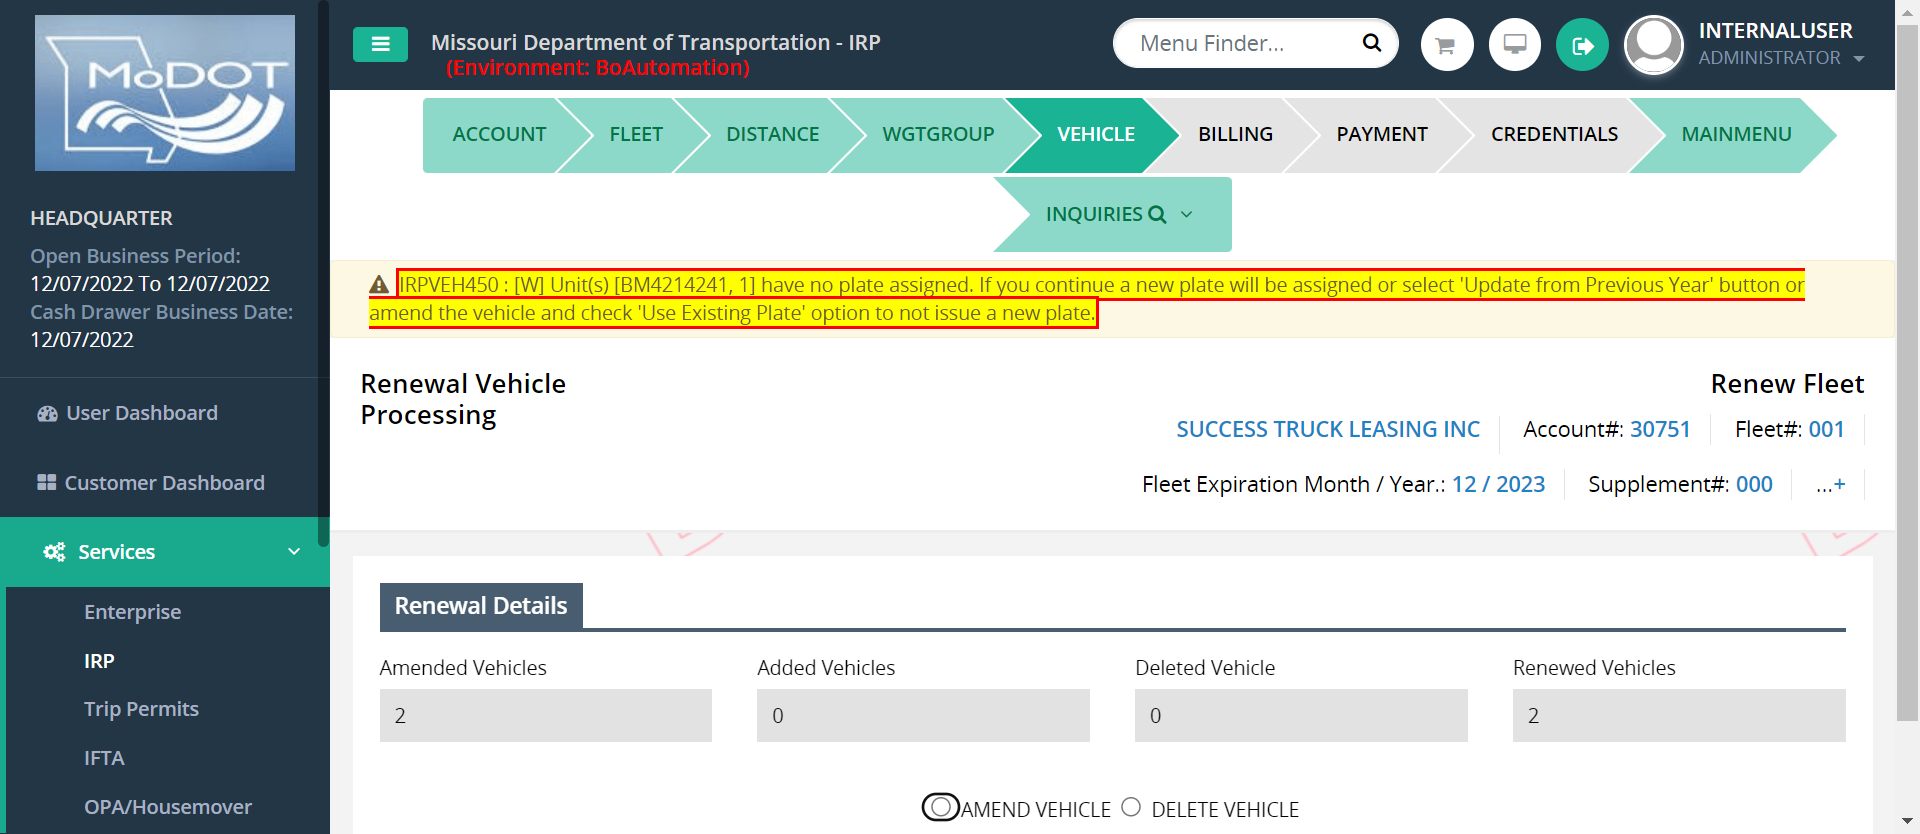 MoDOT
Missouri Department of Transportation - IRP
(Environment: BoAutomation)
Menu Finder...
INTERNALUSER
ADMINISTRATOR
HEADQUARTER
Open Business Period:
12/07/2022 To 12/07/2022
Cash Drawer Business Date:
12/07/2022
User Dashboard
Customer Dashboard
Services
Enterprise
IRP
Trip Permits
IFTA
OPA/Housemover
ACCOUNT FLEET DISTANCE WGTGROUP VEHICLE BILLING PAYMENT CREDENTIALS MAINMENU
INQUIRIES
IRPVEH450 : [W] Unit(s) [BM4214241, 1] have no plate assigned. If you continue a new plate will be assigned or select 'Update from Previous Year' button or
amend the vehicle and check 'Use Existing Plate' option to not issue a new plate.
Renewal Vehicle
Processing
Renew Fleet
SUCCESS TRUCK LEASING INC Account#: 30751 Fleet#: 001
Fleet Expiration Month / Year.: 12 / 2023 Supplement#: 000 ...+
Renewal Details
Amended Vehicles Added Vehicles Deleted Vehicle Renewed Vehicles
2 0 0 2
AMEND VEHICLE DELETE VEHICLE